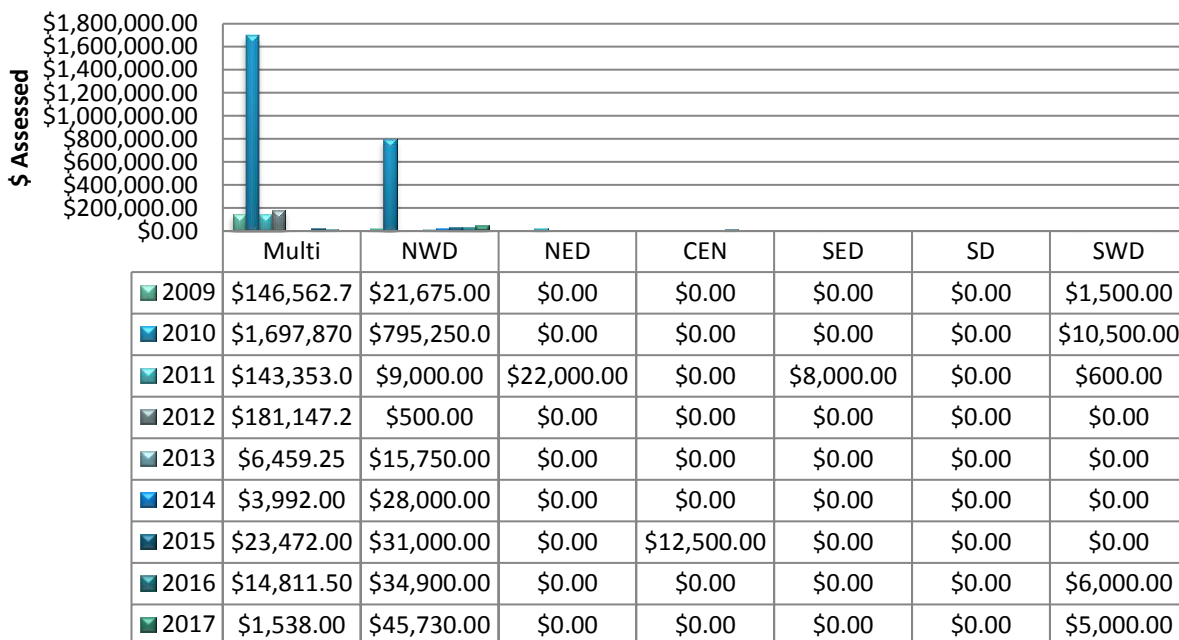 $1,800,000.00
$1,600,000.00
$1,400,000.00
$1,200,000.00
$1,000,000.00
$800,000.00
$600,000.00
$400,000.00
$200,000.00
$0.00
$ Assessed
Multi NWD NED CEN SED SD SWD
2009 $146,562.7 $21,675.00 $0.00 $0.00 $0.00 $0.00 $1,500.00
2010 $1,697,870 $795,250.0 $0.00 $0.00 $0.00 $0.00 $10,500.00
2011 $143,353.0 $9,000.00 $22,000.00 $0.00 $8,000.00 $0.00 $600.00
2012 $181,147.2 $500.00 $0.00 $0.00 $0.00 $0.00 $0.00
2013 $6,459.25 $15,750.00 $0.00 $0.00 $0.00 $0.00 $0.00
2014 $3,992.00 $28,000.00 $0.00 $0.00 $0.00 $0.00 $0.00
2015 $23,472.00 $31,000.00 $0.00 $12,500.00 $0.00 $0.00 $0.00
2016 $14,811.50 $34,900.00 $0.00 $0.00 $0.00 $0.00 $6,000.00
2017 $1,538.00 $45,730.00 $0.00 $0.00 $0.00 $0.00 $5,000.00